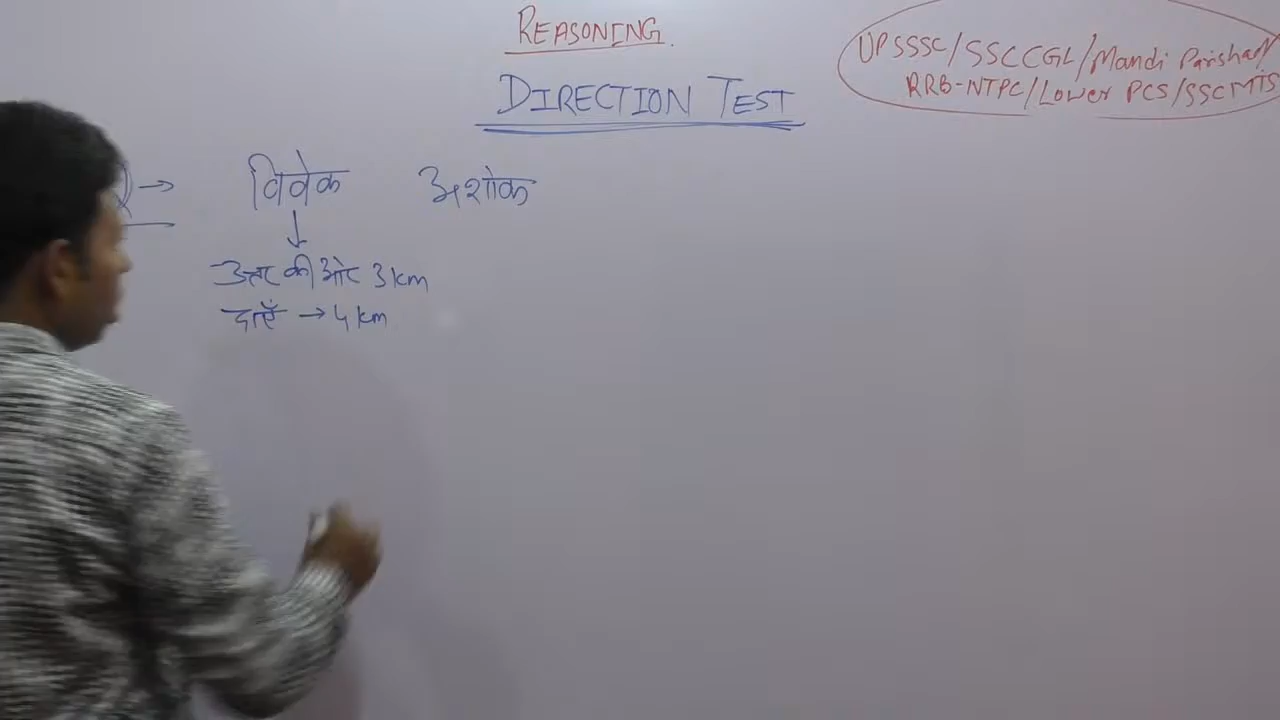 REASONING
DIRECTION TEST
UPSSSC/SSCCGL/Mandi Parishad/
RRB-NTPC/Lower PCS/SSCMTS
→ विवेक अशोक
↓
उत्तर की ओर 3 km
दाएँ → 4 km